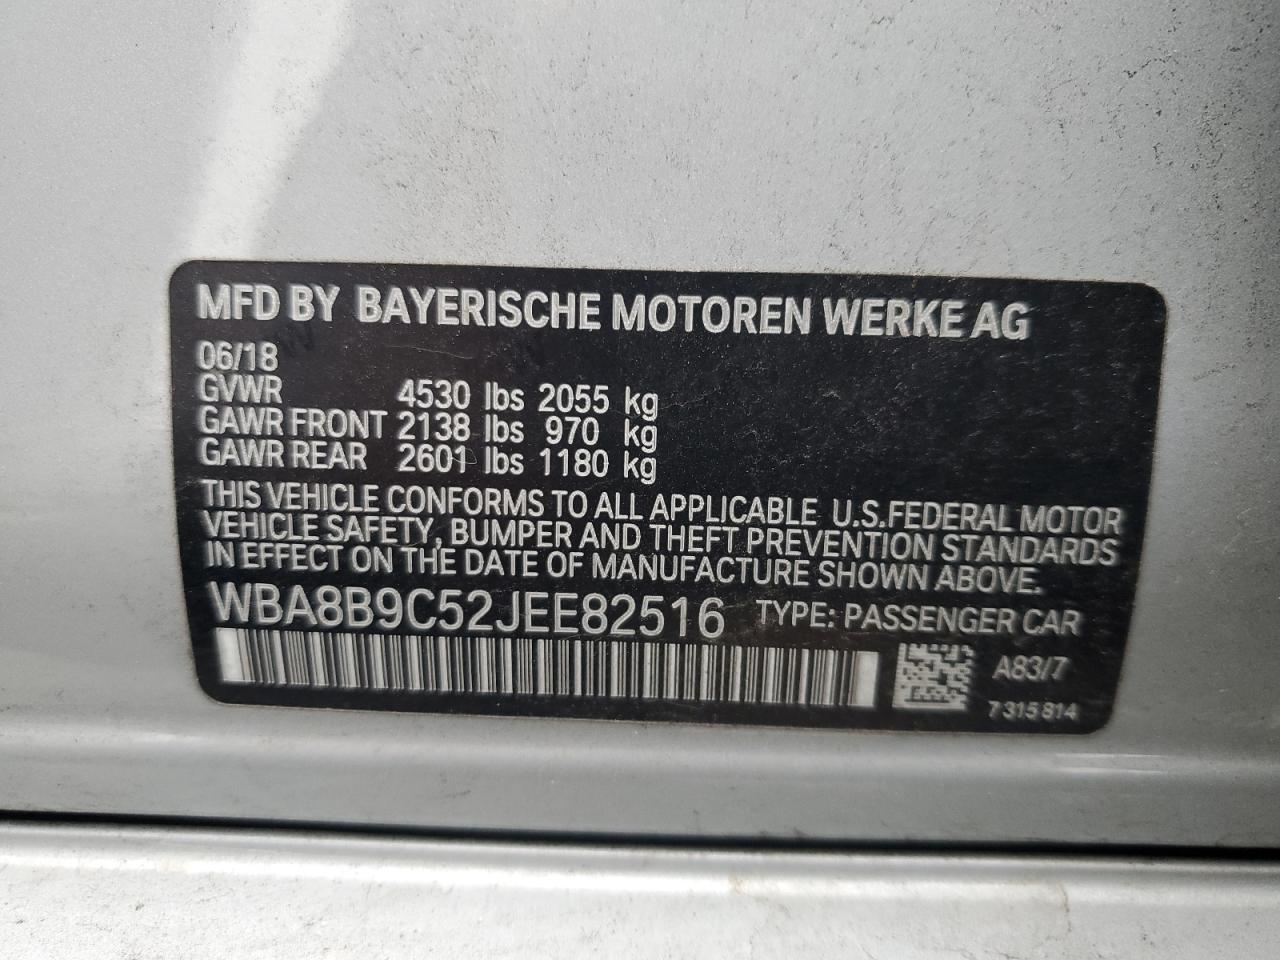 MFD BY BAYERISCHE MOTOREN WERKE AG
06/18
GVWR 4530 lbs 2055 kg
GAWR FRONT 2138 lbs 970 kg
GAWR REAR 2601 lbs 1180 kg
THIS VEHICLE CONFORMS TO ALL APPLICABLE U.S.FEDERAL MOTOR
VEHICLE SAFETY, BUMPER AND THEFT PREVENTION STANDARDS
IN EFFECT ON THE DATE OF MANUFACTURE SHOWN ABOVE.
WBA8B9C52JEE82516 TYPE: PASSENGER CAR
A83/7
7 315 814